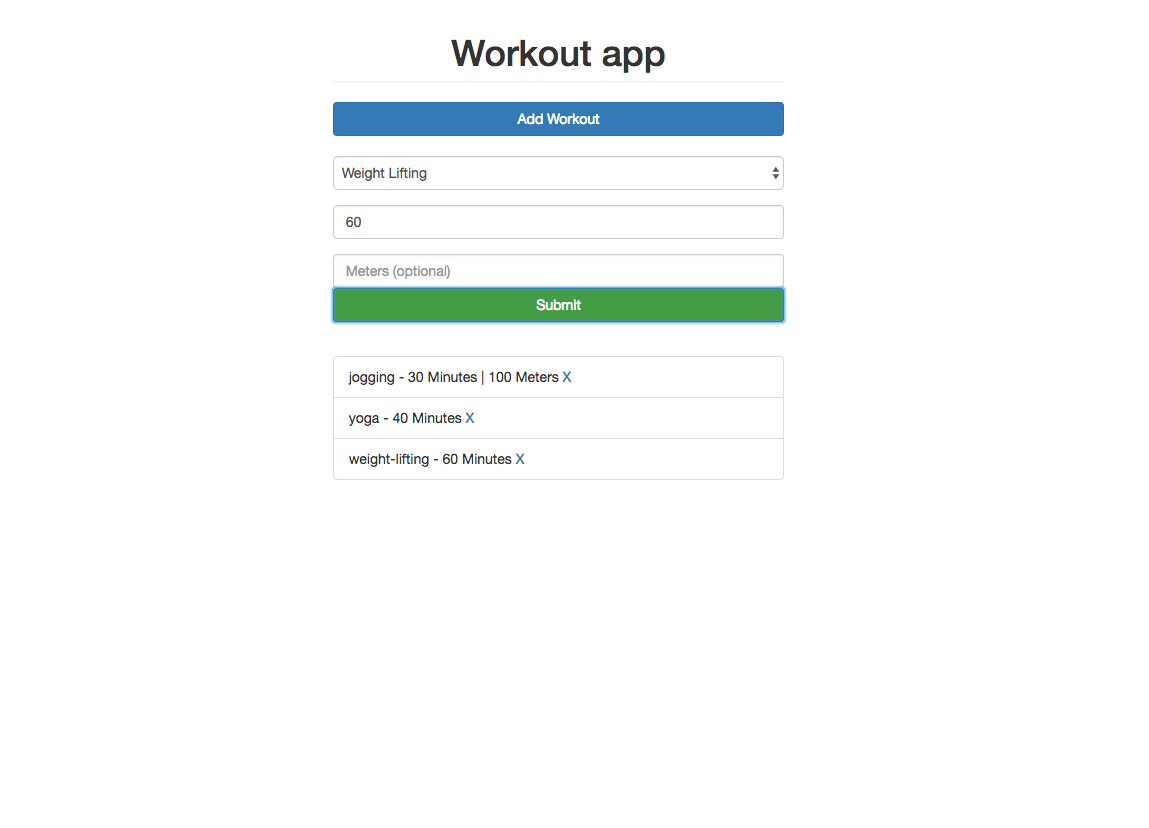 Workout app
Add Workout
Weight Lifting
60
Meters (optional)
Submit
jogging - 30 Minutes | 100 Meters X
yoga - 40 Minutes X
weight-lifting - 60 Minutes X